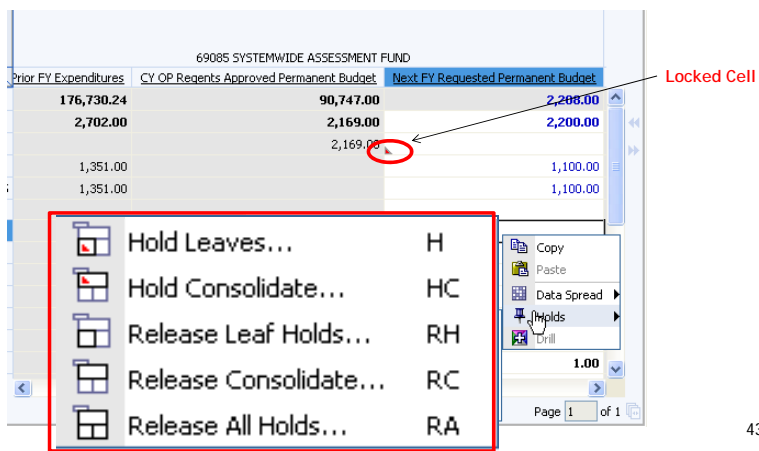 69085 SYSTEMWIDE ASSESSMENT FUND
Prior FY Expenditures CY OP Regents Approved Permanent Budget Next FY Requested Permanent Budget
Locked Cell
176,730.24 90,747.00 2,208.00
2,702.00 2,169.00 2,200.00
2,169.00
1,351.00 1,100.00
1,351.00 1,100.00
Hold Leaves... H
Hold Consolidate... HC
Release Leaf Holds... RH
Release Consolidate... RC
Release All Holds... RA
Copy
Paste
Data Spread
Holds
Drill
1.00
Page 1 of 1
43